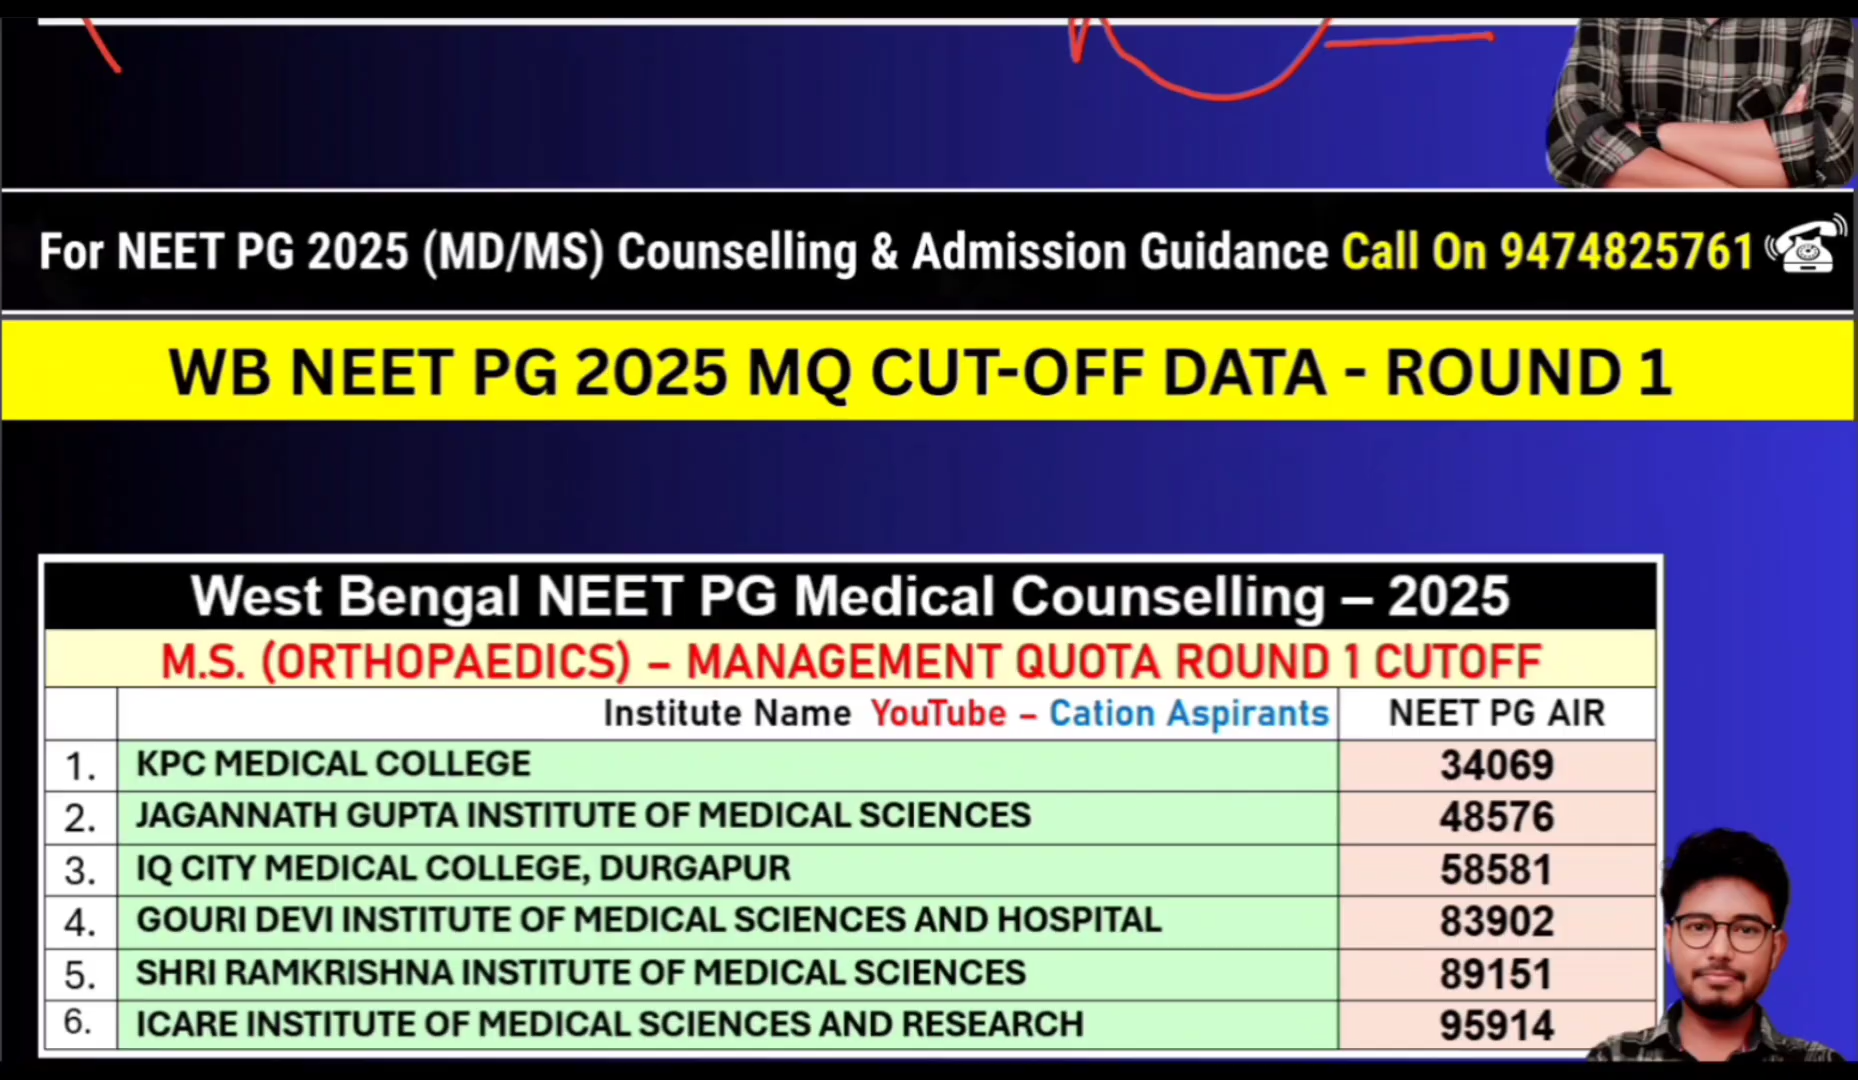 For NEET PG 2025 (MD/MS) Counselling & Admission Guidance Call On 9474825761
WB NEET PG 2025 MQ CUT-OFF DATA - ROUND 1
West Bengal NEET PG Medical Counselling – 2025
M.S. (ORTHOPAEDICS) – MANAGEMENT QUOTA ROUND 1 CUTOFF
Institute Name YouTube – Cation Aspirants NEET PG AIR
1. KPC MEDICAL COLLEGE 34069
2. JAGANNATH GUPTA INSTITUTE OF MEDICAL SCIENCES 48576
3. IQ CITY MEDICAL COLLEGE, DURGAPUR 58581
4. GOURI DEVI INSTITUTE OF MEDICAL SCIENCES AND HOSPITAL 83902
5. SHRI RAMKRISHNA INSTITUTE OF MEDICAL SCIENCES 89151
6. ICARE INSTITUTE OF MEDICAL SCIENCES AND RESEARCH 95914